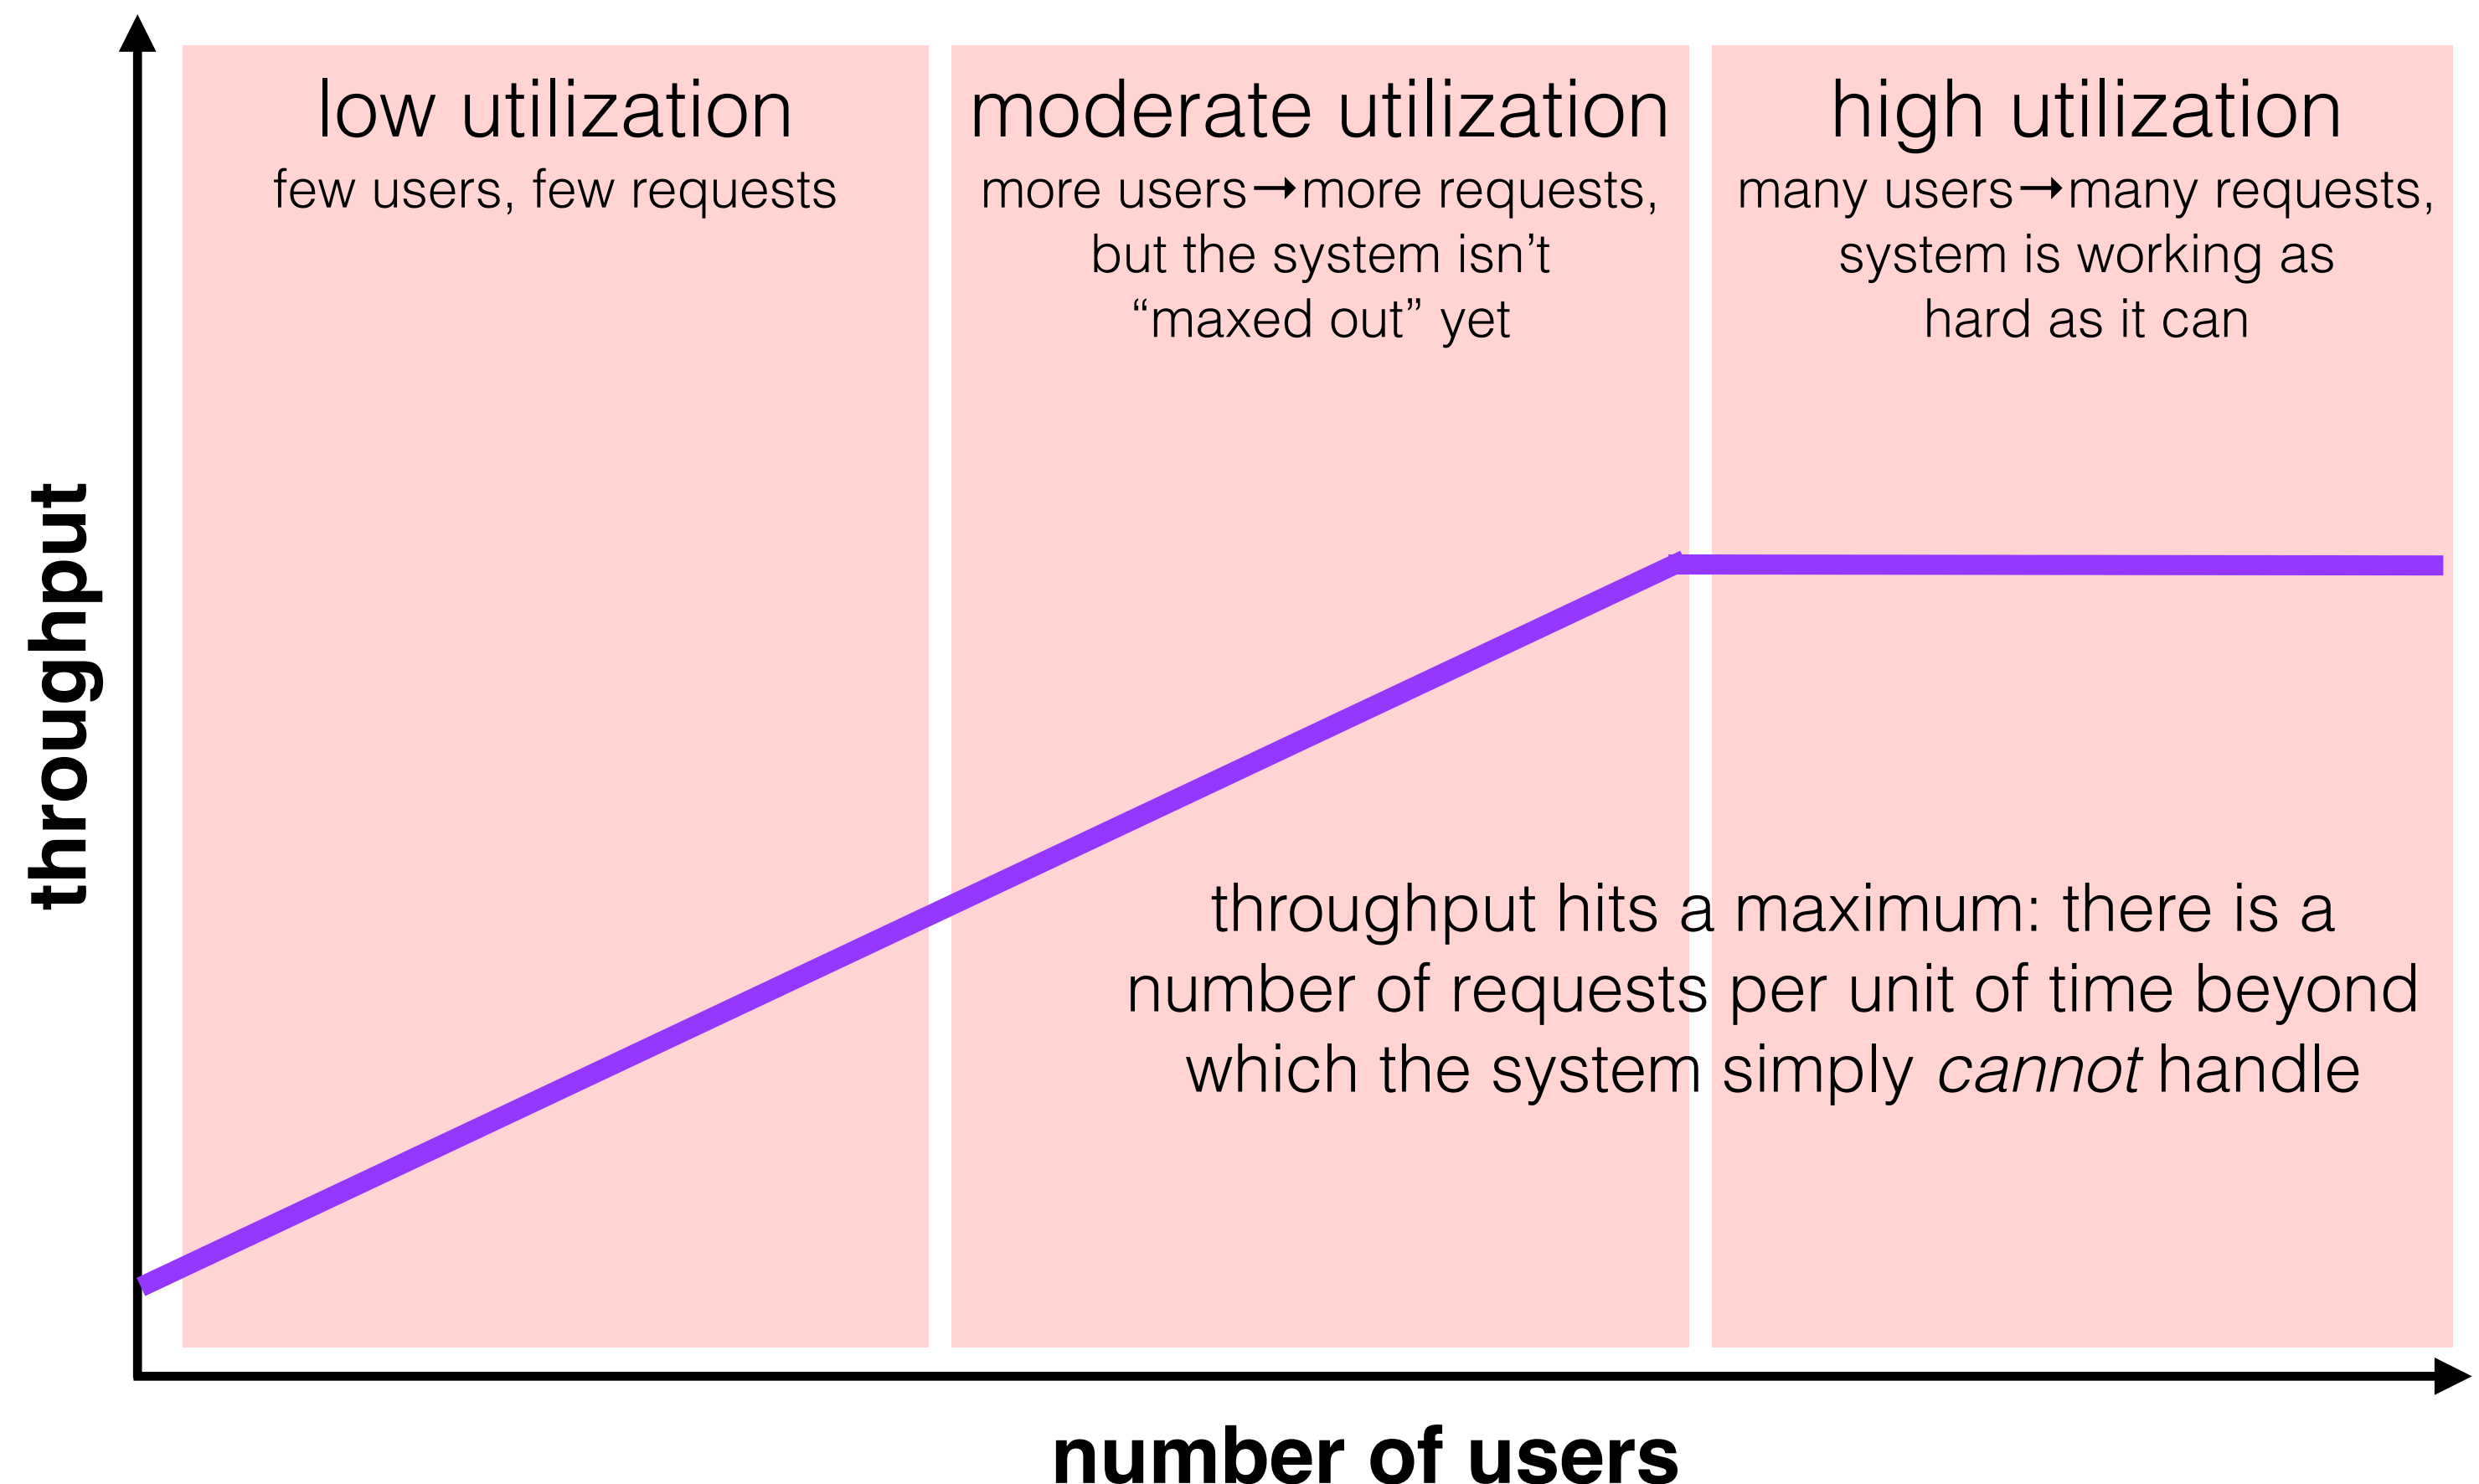 low utilization
few users, few requests
moderate utilization
more users→more requests,
but the system isn’t
“maxed out” yet
high utilization
many users→many requests,
system is working as
hard as it can
throughput
throughput hits a maximum: there is a
number of requests per unit of time beyond
which the system simply cannot handle
number of users